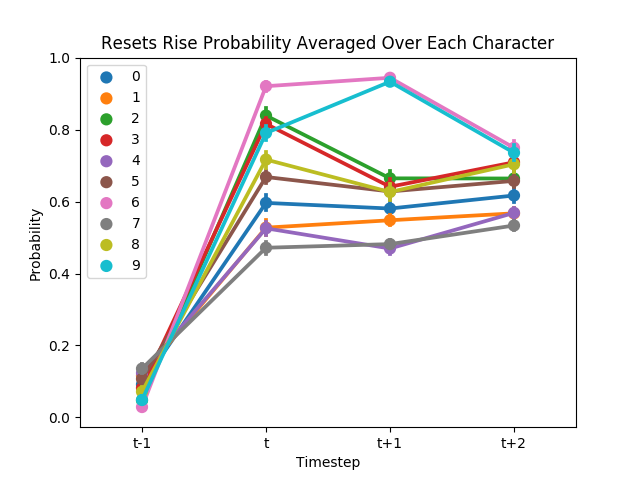 Resets Rise Probability Averaged Over Each Character
1.0
0.8
0.6
0.4
0.2
0.0
Probability
0
1
2
3
4
5
6
7
8
9
t-1
t
t+1
t+2
Timestep